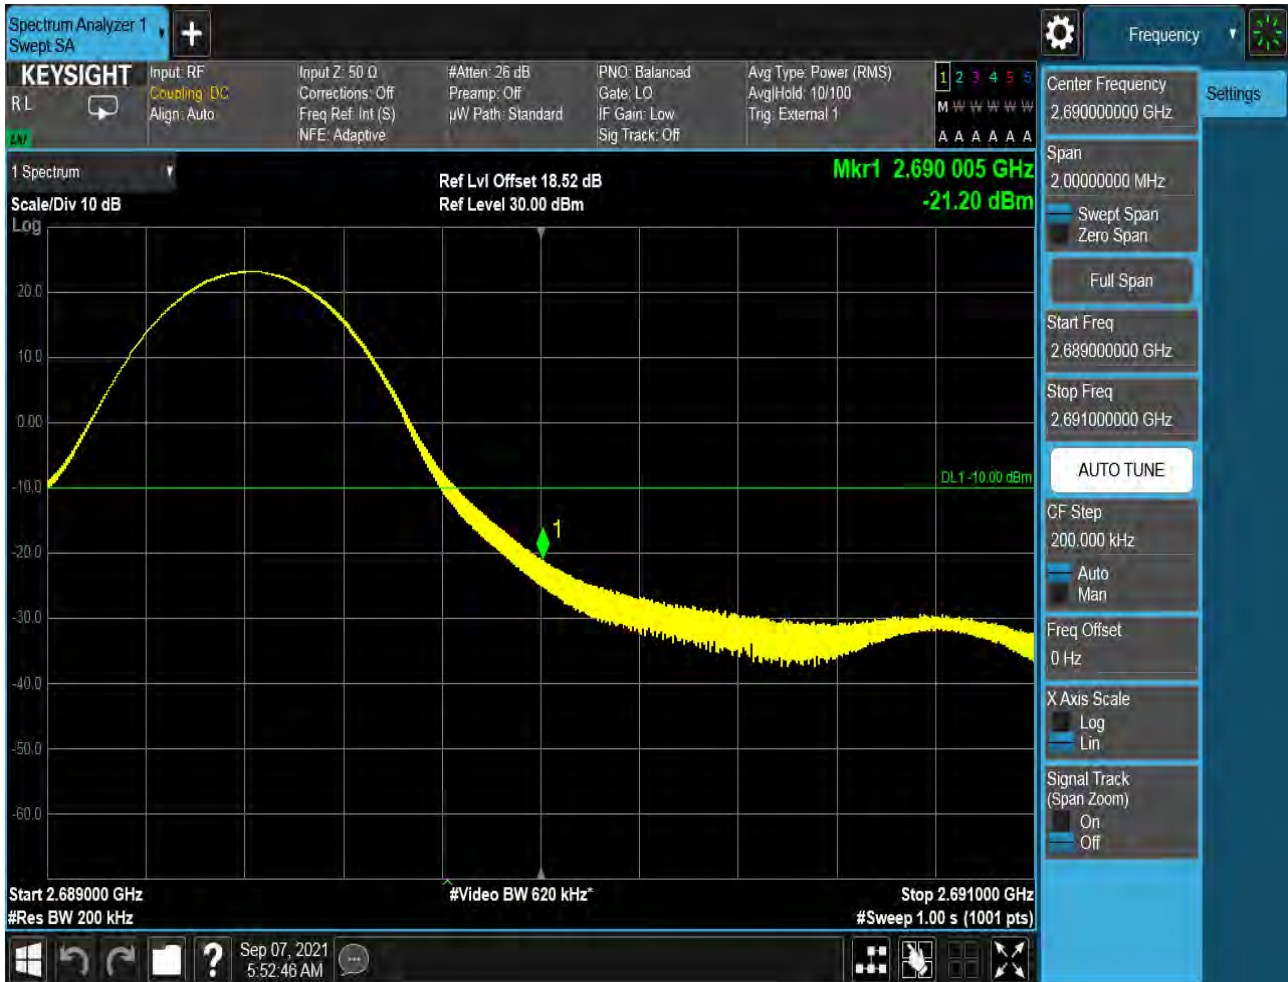 Spectrum Analyzer 1
Swept SA
+
Frequency
KEYSIGHT
R L
LNI
Input: RF
Coupling: DC
Align: Auto
Input Z: 50 Ω
Corrections: Off
Freq Ref: Int (S)
NFE: Adaptive
#Atten: 26 dB
Preamp: Off
µW Path: Standard
PNO: Balanced
Gate: LO
IF Gain: Low
Sig Track: Off
Avg Type: Power (RMS)
Avg|Hold: 10/100
Trig: External 1
1 2 3 4 5 6
M W W W W W
A A A A A A
1 Spectrum
Scale/Div 10 dB
Log
Ref Lvl Offset 18.52 dB
Ref Level 30.00 dBm
Mkr1 2.690 005 GHz
-21.20 dBm
20.0
10.0
0.00
-10.0
-20.0
-30.0
-40.0
-50.0
-60.0
DL1 -10.00 dBm
1
Start 2.689000 GHz
#Res BW 200 kHz
#Video BW 620 kHz*
Stop 2.691000 GHz
#Sweep 1.00 s (1001 pts)
?
Sep 07, 2021
5:52:46 AM
Center Frequency
2.690000000 GHz
Settings
Span
2.00000000 MHz
Swept Span
Zero Span
Full Span
Start Freq
2.689000000 GHz
Stop Freq
2.691000000 GHz
AUTO TUNE
CF Step
200.000 kHz
Auto
Man
Freq Offset
0 Hz
X Axis Scale
Log
Lin
Signal Track
(Span Zoom)
On
Off